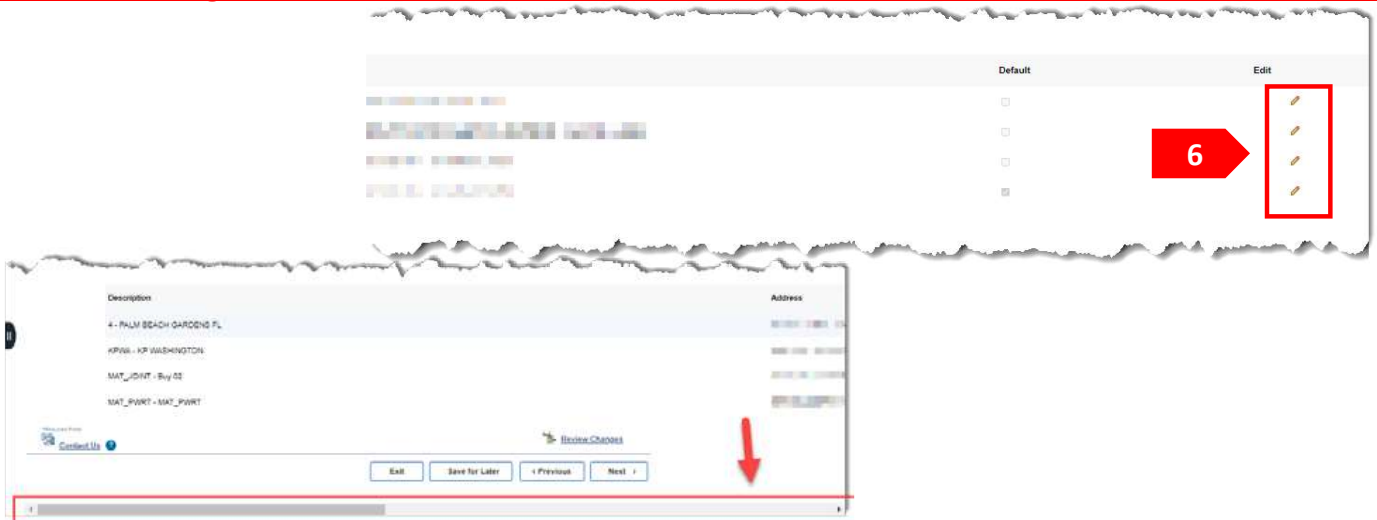 Default Edit
6
Description Address
4 - PALM BEACH GARDENS FL
KPWA - KP WASHINGTON
MAT_JOINT - Buy 02
MAT_PWRT - MAT_PWRT
Contact Us ?
Review Changes
Exit Save for Later ‹ Previous Next ›